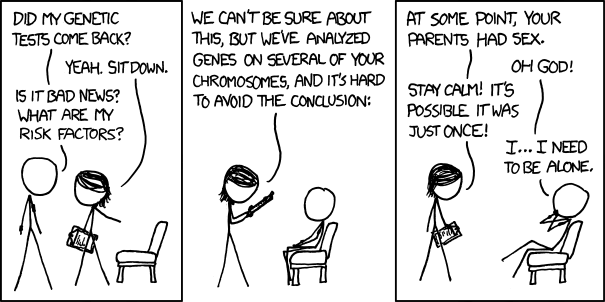 DID MY GENETIC
TESTS COME BACK?
YEAH. SIT DOWN.
IS IT BAD NEWS?
WHAT ARE MY
RISK FACTORS?
WE CAN'T BE SURE ABOUT
THIS, BUT WE'VE ANALYZED
GENES ON SEVERAL OF YOUR
CHROMOSOMES, AND IT'S HARD
TO AVOID THE CONCLUSION:
AT SOME POINT, YOUR
PARENTS HAD SEX.
OH GOD!
STAY CALM! IT'S
POSSIBLE IT WAS
JUST ONCE!
I... I NEED
TO BE ALONE.